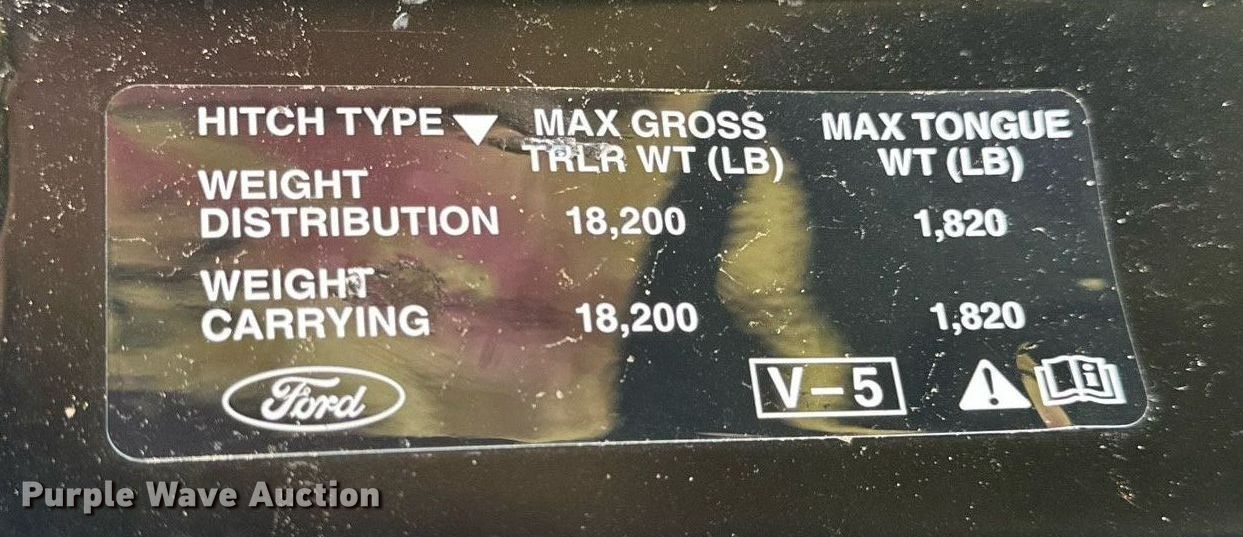 HITCH TYPE MAX GROSS TRLR WT (LB) MAX TONGUE WT (LB)
WEIGHT DISTRIBUTION 18,200 1,820
WEIGHT CARRYING 18,200 1,820
Ford V-5
Purple Wave Auction